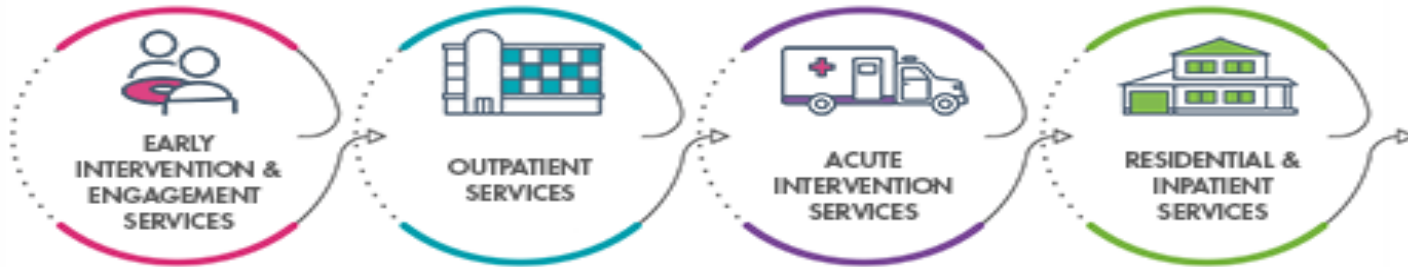 EARLY
INTERVENTION &
ENGAGEMENT
SERVICES
OUTPATIENT
SERVICES
ACUTE
INTERVENTION
SERVICES
RESIDENTIAL &
INPATIENT
SERVICES